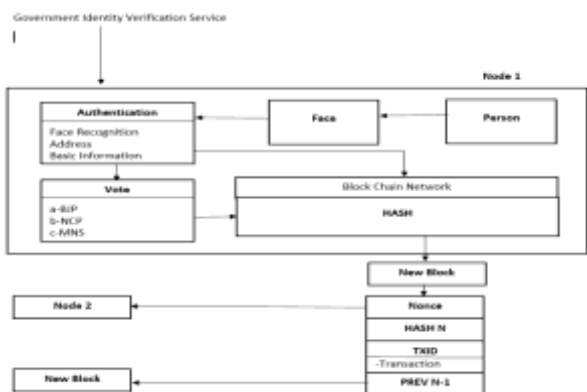 Government Identity Verification Service
Node 1
Authentication
Face Recognition
Address
Basic Information
Face
Person
Vote
a-BJP
b-NCP
c-MNS
Block Chain Network
HASH
New Block
Node 2
Nonce
HASH N
TXID
-Transaction
New Block
PREV N-1